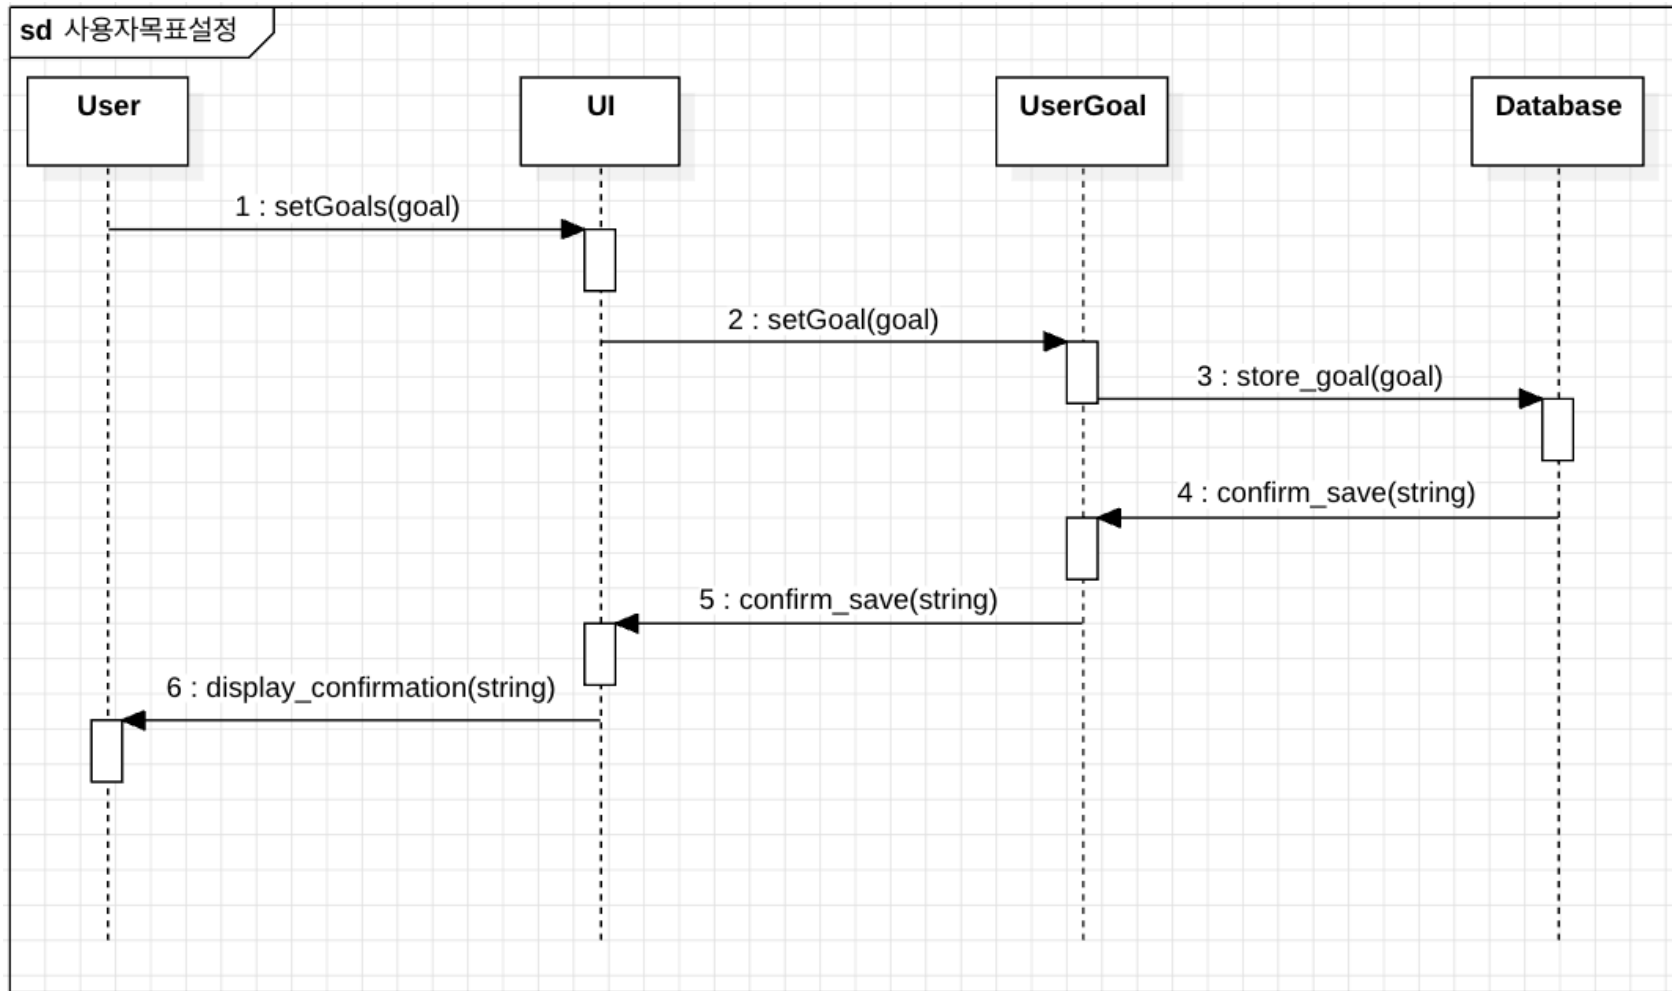 sd 사용자목표설정
User
UI
UserGoal
Database
1 : setGoals(goal)
2 : setGoal(goal)
3 : store_goal(goal)
4 : confirm_save(string)
5 : confirm_save(string)
6 : display_confirmation(string)